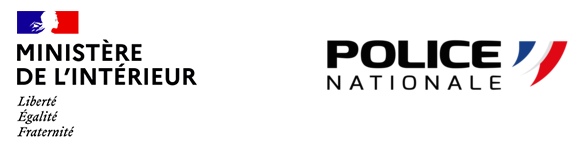 MINISTÈRE
DE L'INTÉRIEUR
Liberté
Égalité
Fraternité
POLICE
NATIONALE